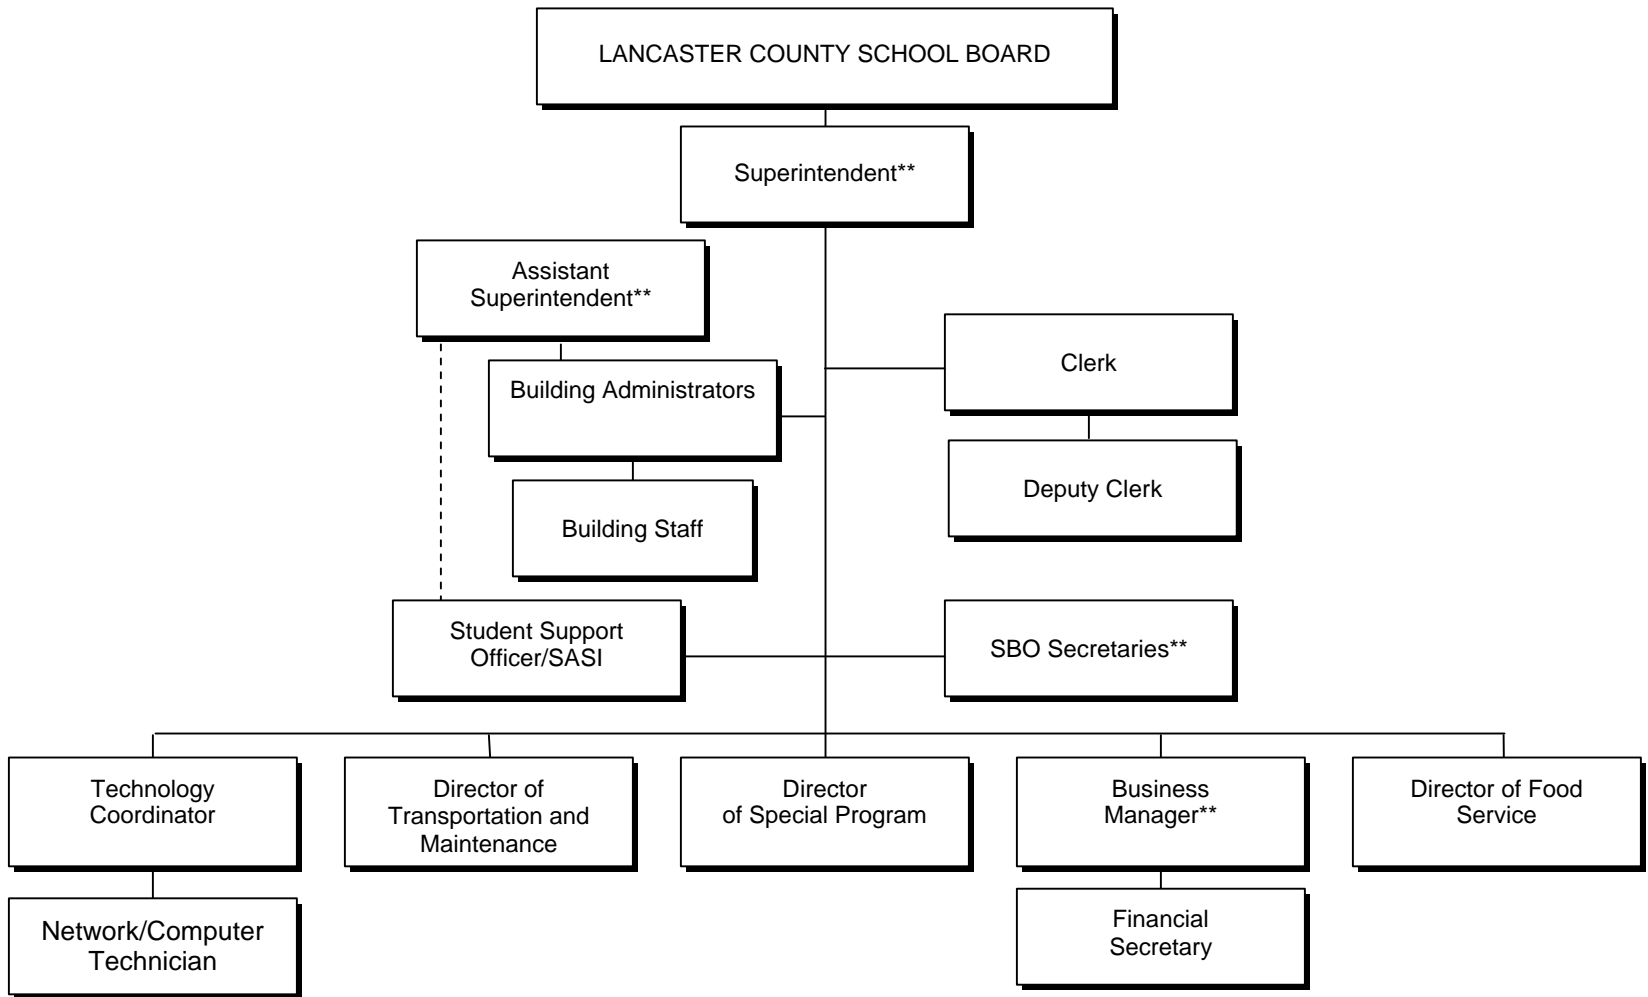 LANCASTER COUNTY SCHOOL BOARD
Superintendent**
Assistant
Superintendent**
Building Administrators
Building Staff
Clerk
Deputy Clerk
Student Support
Officer/SASI
SBO Secretaries**
Technology
Coordinator
Director of
Transportation and
Maintenance
Director
of Special Program
Business
Manager**
Director of Food
Service
Network/Computer
Technician
Financial
Secretary